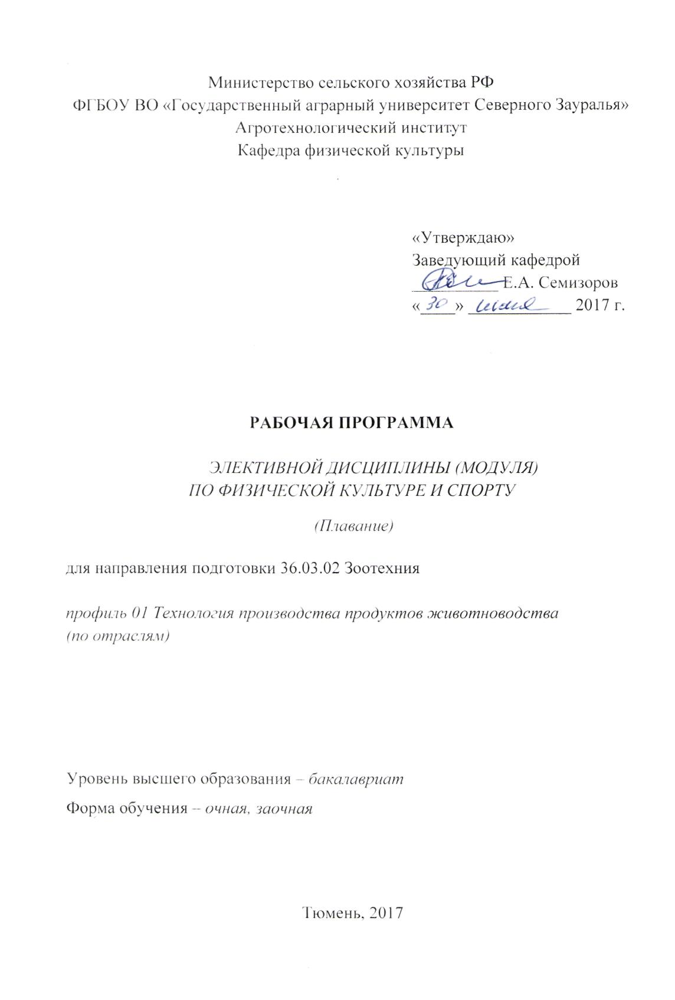 Министерство сельского хозяйства РФ
ФГБОУ ВО «Государственный аграрный университет Северного Зауралья»
Агротехнологический институт
Кафедра физической культуры
«Утверждаю»
Заведующий кафедрой
Е.А. Семизоров
«30» июня 2017 г.
РАБОЧАЯ ПРОГРАММА
ЭЛЕКТИВНОЙ ДИСЦИПЛИНЫ (МОДУЛЯ)
ПО ФИЗИЧЕСКОЙ КУЛЬТУРЕ И СПОРТУ
(Плавание)
для направления подготовки 36.03.02 Зоотехния
профиль 01 Технология производства продуктов животноводства
(по отраслям)
Уровень высшего образования – бакалавриат
Форма обучения – очная, заочная
Тюмень, 2017